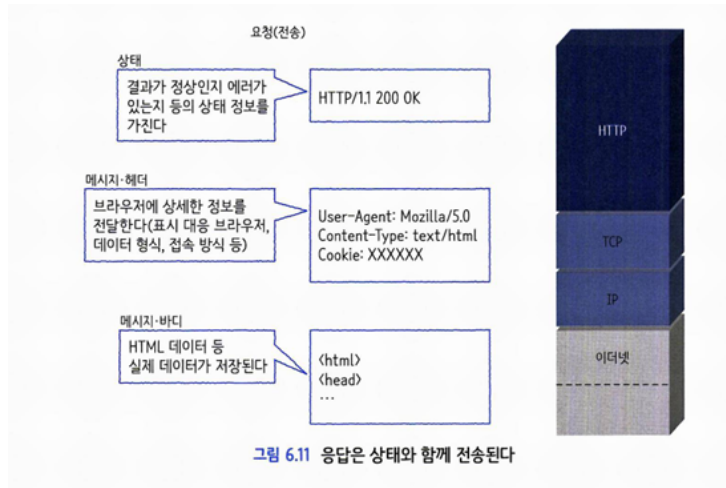 요청(전송)
상태
결과가 정상인지 에러가
있는지 등의 상태 정보를
가진다
HTTP/1.1 200 OK
메시지·헤더
브라우저에 상세한 정보를
전달한다(표시 대응 브라우저,
데이터 형식, 접속 방식 등)
User-Agent: Mozilla/5.0
Content-Type: text/html
Cookie: XXXXXX
메시지·바디
HTML 데이터 등
실제 데이터가 저장된다
<html>
<head>
...
HTTP
TCP
IP
이더넷
그림 6.11 응답은 상태와 함께 전송된다